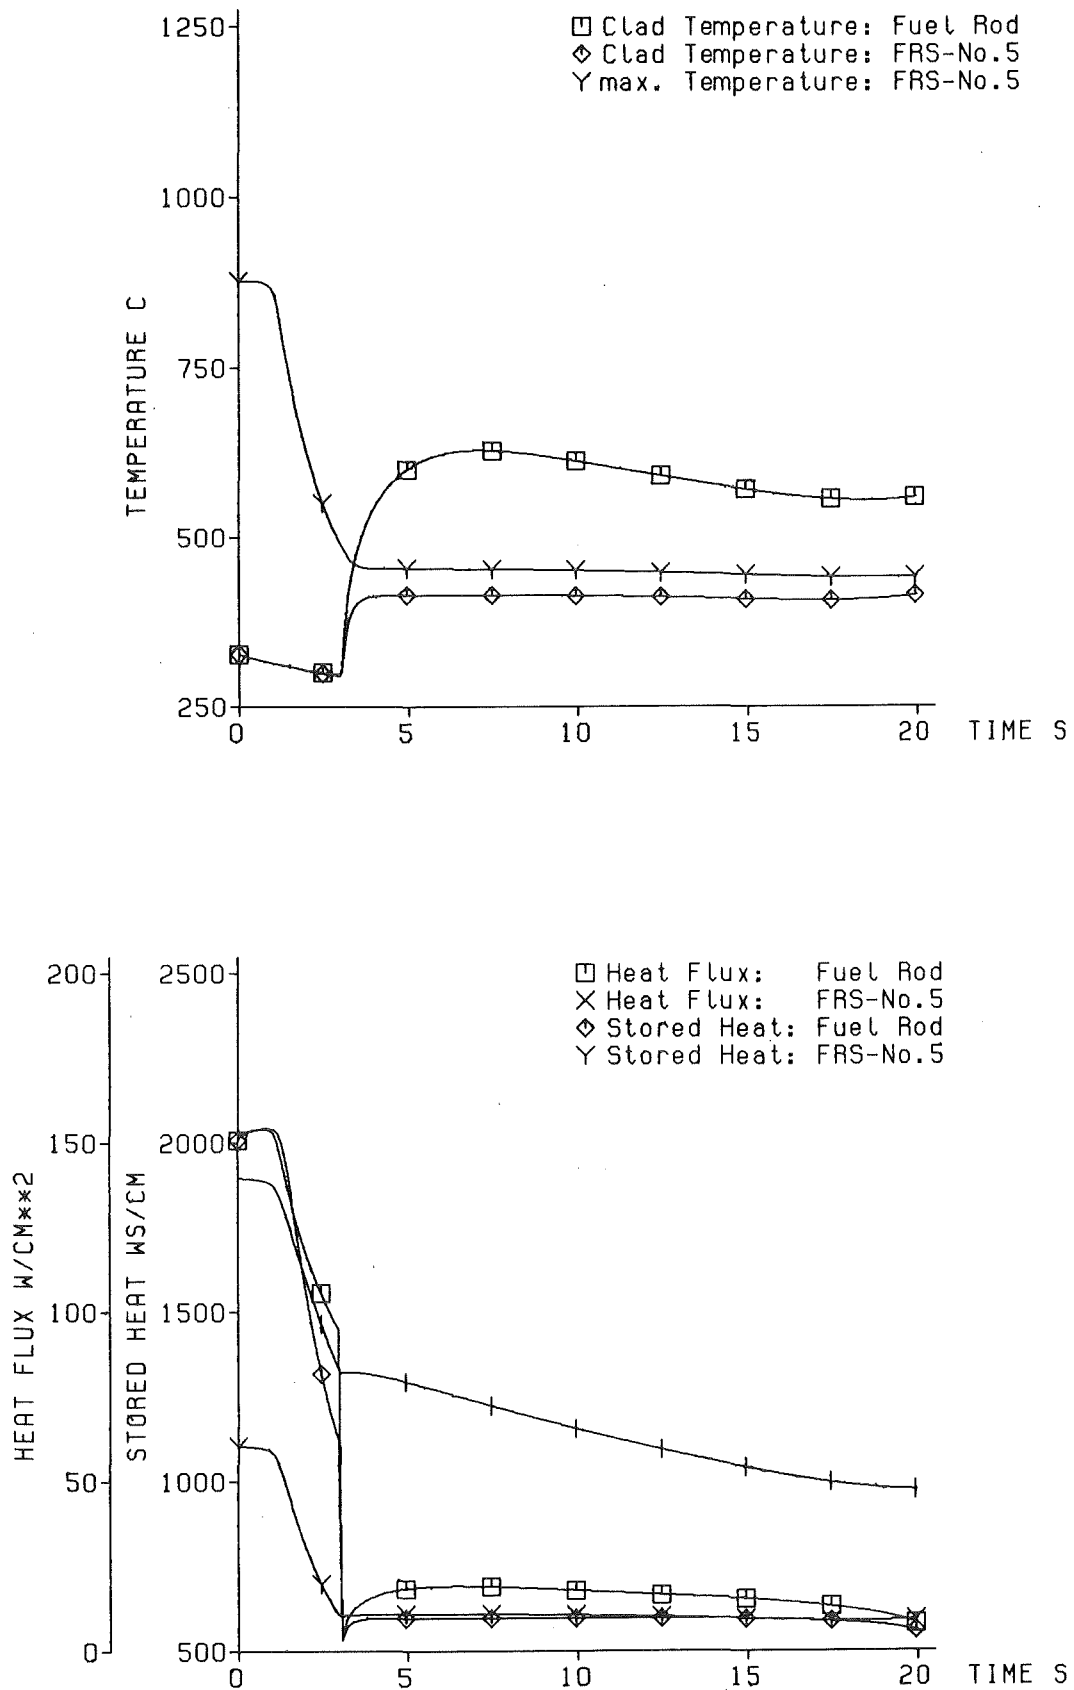 1250
Clad Temperature: Fuel Rod
Clad Temperature: FRS-No.5
max. Temperature: FRS-No.5
1000
750
500
250
TEMPERATURE C
0 5 10 15 20 TIME S
200 2500
Heat Flux: Fuel Rod
Heat Flux: FRS-No.5
Stored Heat: Fuel Rod
Stored Heat: FRS-No.5
150 2000
100 1500
50 1000
0 500
HEAT FLUX W/CM**2
STORED HEAT WS/CM
0 5 10 15 20 TIME S